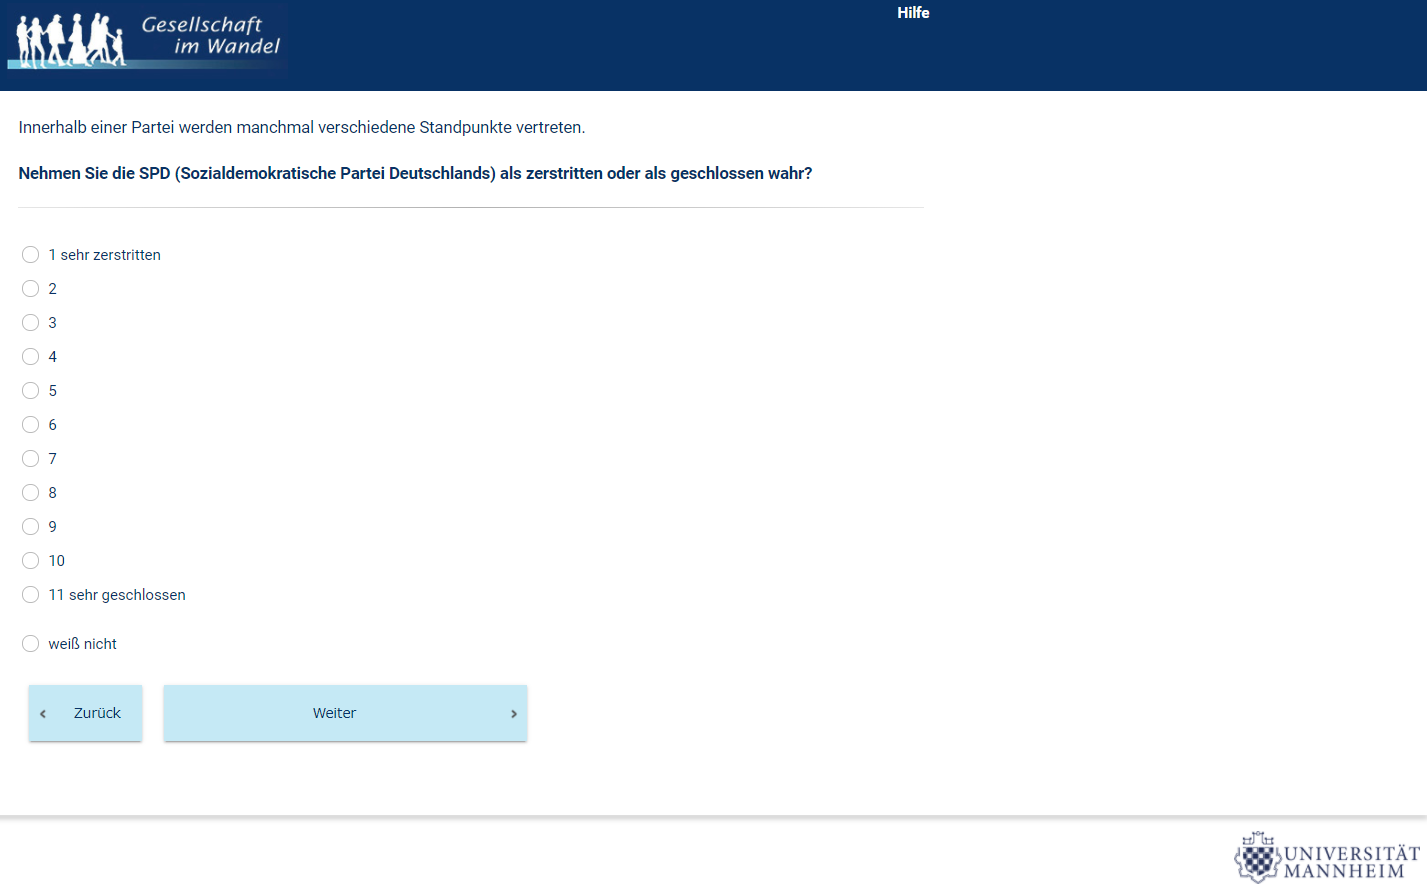 Gesellschaft
im Wandel
Hilfe
Innerhalb einer Partei werden manchmal verschiedene Standpunkte vertreten.
Nehmen Sie die SPD (Sozialdemokratische Partei Deutschlands) als zerstritten oder als geschlossen wahr?
1 sehr zerstritten
2
3
4
5
6
7
8
9
10
11 sehr geschlossen
weiß nicht
‹ Zurück
Weiter ›
UNIVERSITÄT
MANNHEIM